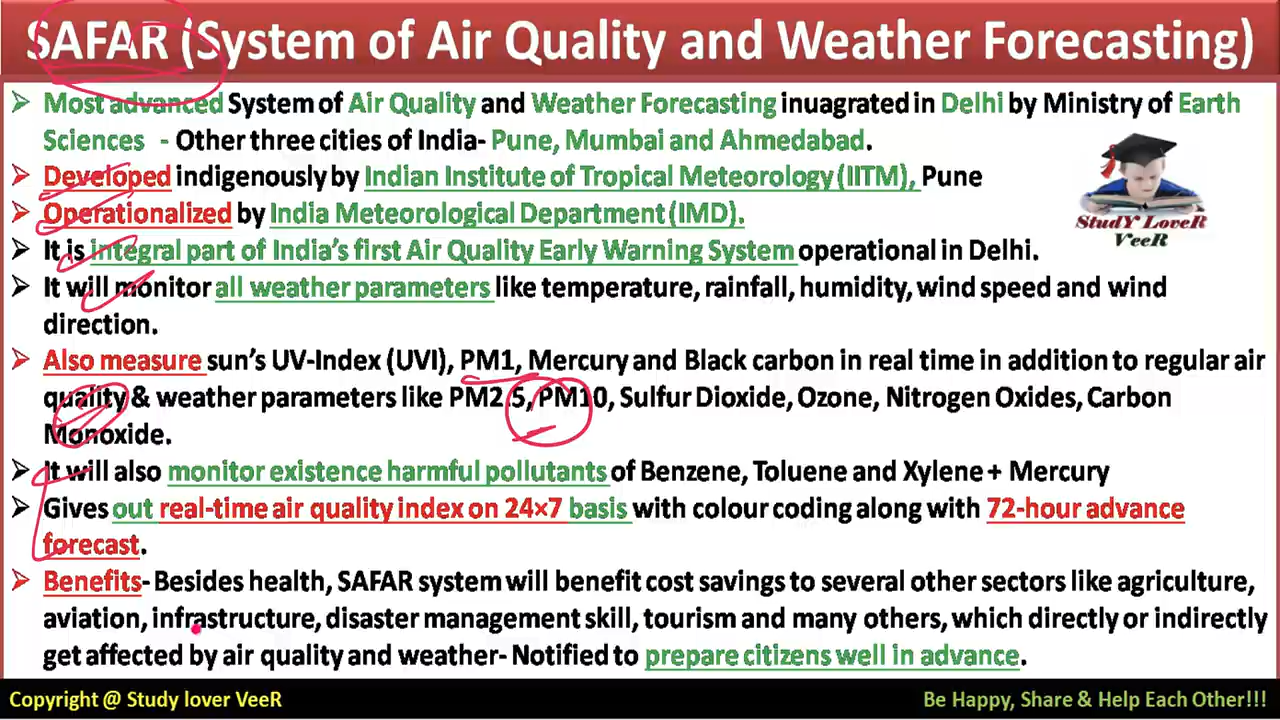 SAFAR (System of Air Quality and Weather Forecasting)
➢ Most advanced System of Air Quality and Weather Forecasting inuagrated in Delhi by Ministry of Earth
Sciences - Other three cities of India- Pune, Mumbai and Ahmedabad.
➢ Developed indigenously by Indian Institute of Tropical Meteorology (IITM), Pune
➢ Operationalized by India Meteorological Department (IMD).
➢ It is integral part of India's first Air Quality Early Warning System operational in Delhi.
➢ It will monitor all weather parameters like temperature, rainfall, humidity, wind speed and wind
direction.
➢ Also measure sun's UV-Index (UVI), PM1, Mercury and Black carbon in real time in addition to regular air
quality & weather parameters like PM2.5, PM10, Sulfur Dioxide, Ozone, Nitrogen Oxides, Carbon
Monoxide.
➢ It will also monitor existence harmful pollutants of Benzene, Toluene and Xylene + Mercury
➢ Gives out real-time air quality index on 24×7 basis with colour coding along with 72-hour advance
forecast.
➢ Benefits- Besides health, SAFAR system will benefit cost savings to several other sectors like agriculture,
aviation, infrastructure, disaster management skill, tourism and many others, which directly or indirectly
get affected by air quality and weather- Notified to prepare citizens well in advance.
StudY LoveR
VeeR
Copyright @ Study lover VeeR
Be Happy, Share & Help Each Other!!!